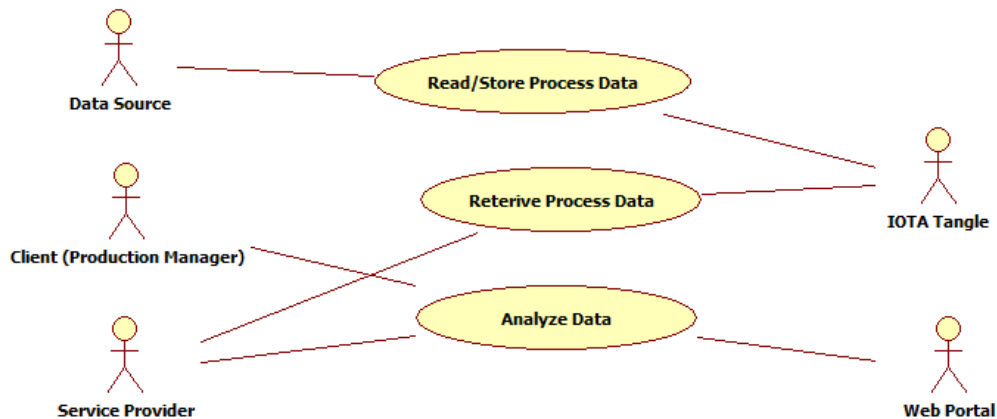 Data Source
Read/Store Process Data
Client (Production Manager)
Reterive Process Data
IOTA Tangle
Service Provider
Analyze Data
Web Portal